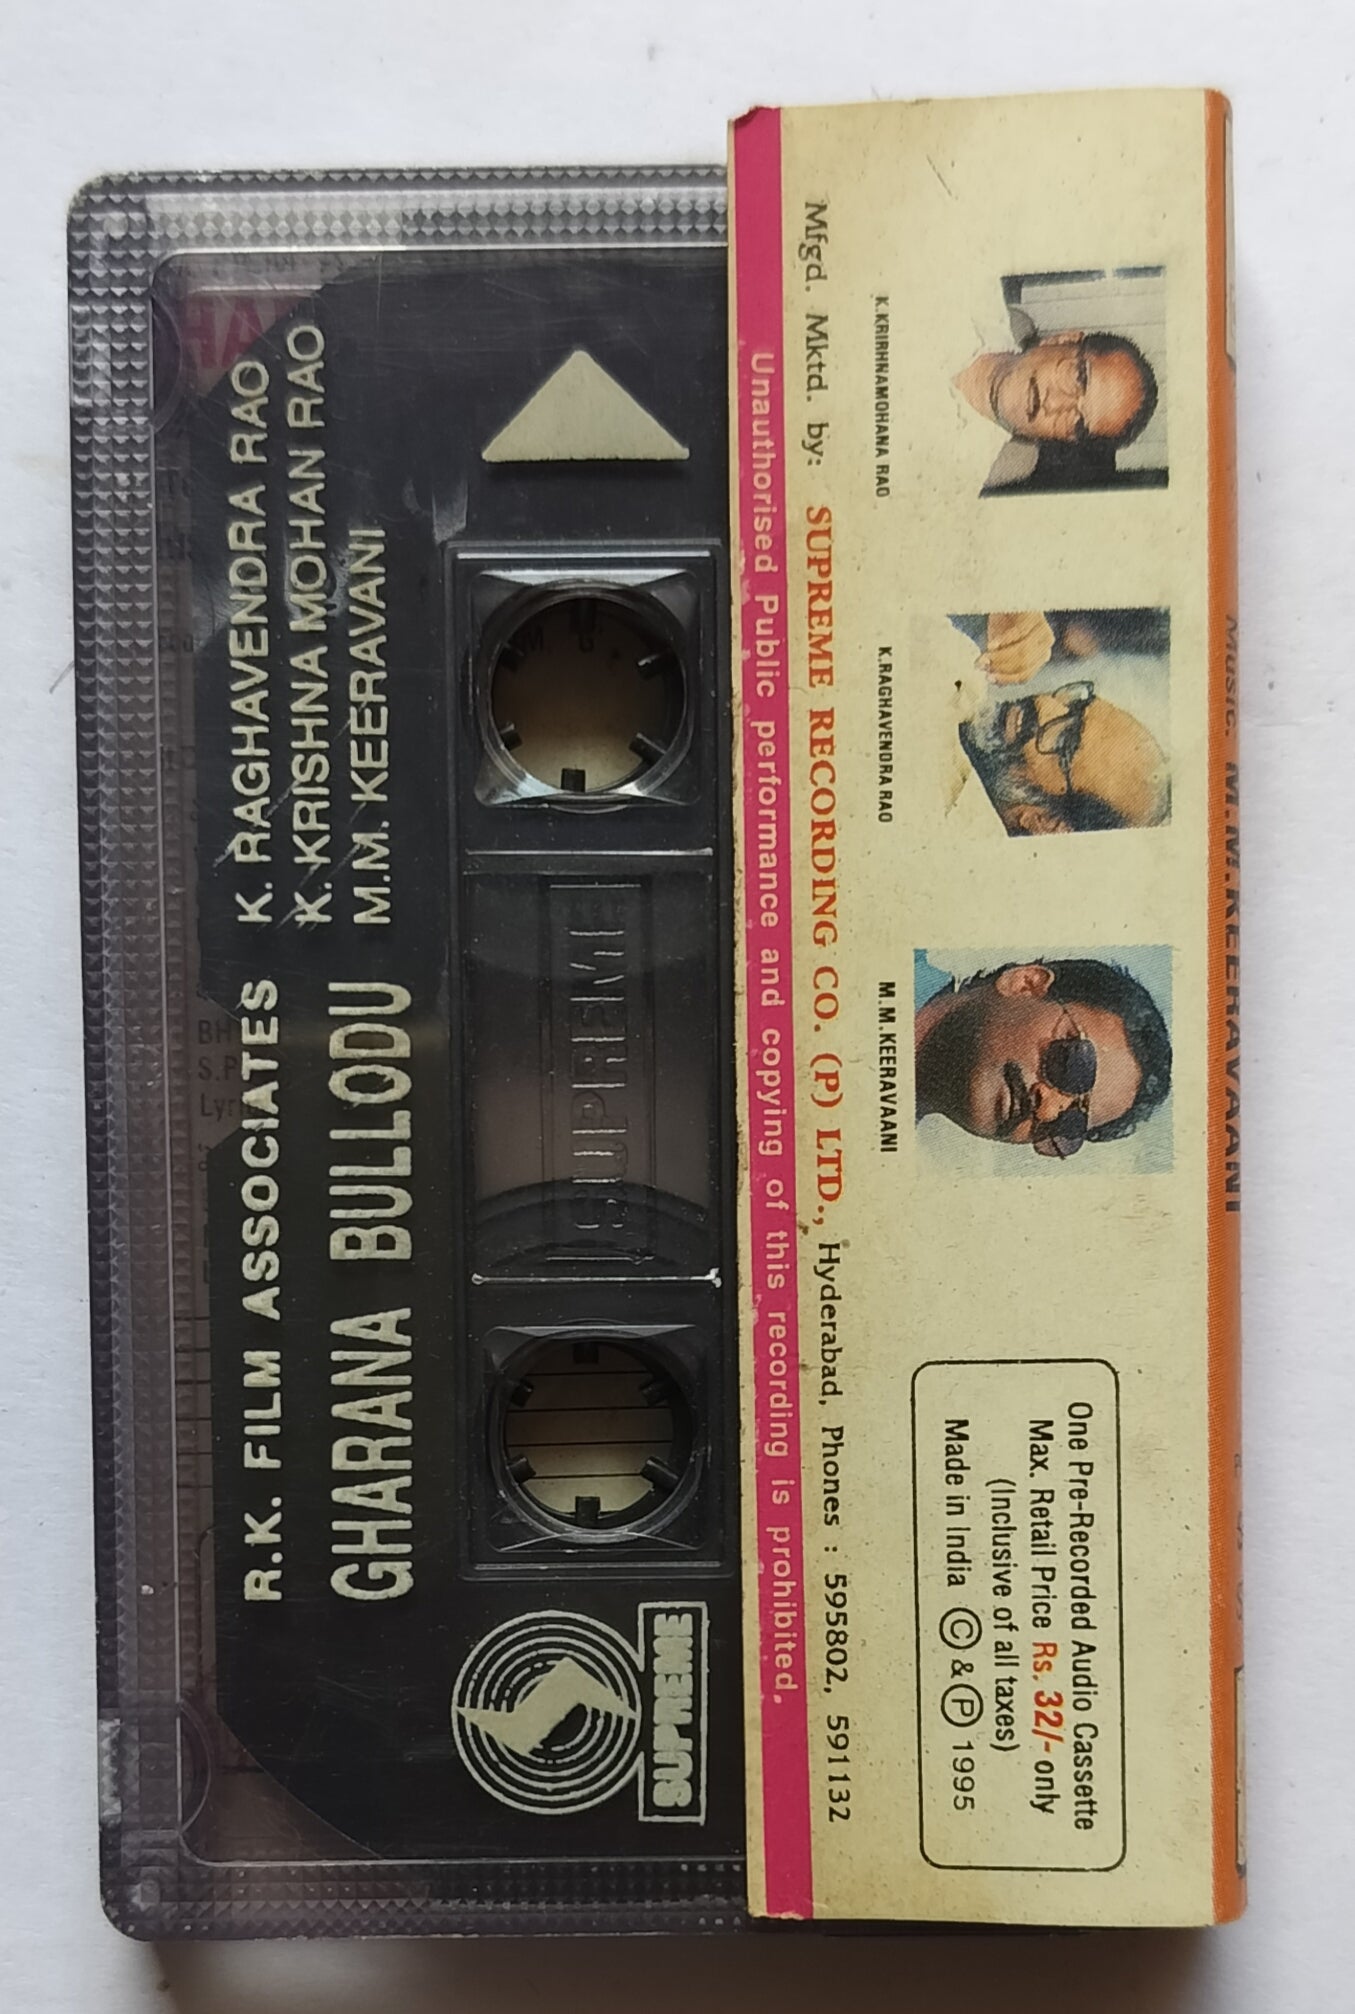 R.K. FILM ASSOCIATES
GHARANA BULLODU
K. RAGHAVENDRA RAO
K. KRISHNA MOHAN RAO
M.M. KEERAVANI
SUPREME
SUPREME
Unauthorised Public performance and copying of this recording is prohibited.
Mfgd. Mktd. by: SUPREME RECORDING CO. (P) LTD., Hyderabad, Phones : 595802, 591132
K.KRIRHNAMOHANA RAO
K.RAGHAVENDRA RAO
M.M.KEERAVAANI
One Pre-Recorded Audio Cassette
Max. Retail Price Rs. 32/- only
(Inclusive of all taxes)
Made in India © & ℗ 1995
Music: M.M.KEERAVAANI